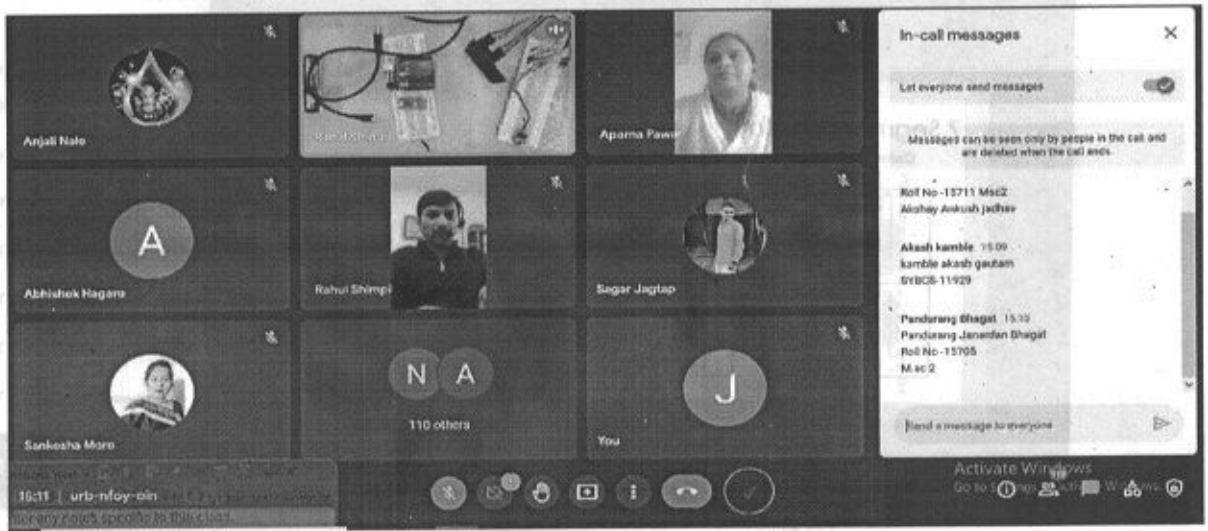 Anjali Nale
Aparna Pawar
A
Abhishek Hagare
Rahul Shimpi
Sagar Jagtap
Sankesha More
N A
110 others
J
You
In-call messages
Let everyone send messages
Messages can be seen only by people in the call and
are deleted when the call ends.
Roll No -15711 Msc2
Akshay Ankush jadhav
Akash kamble 15:09
kamble akash gautam
SYBCS-11929
Pandurang Bhagat 15:10
Pandurang Janardan Bhagat
Roll No -15705
M.sc 2
Send a message to everyone
Activate Windows
15:11 | urb-nfoy-oin